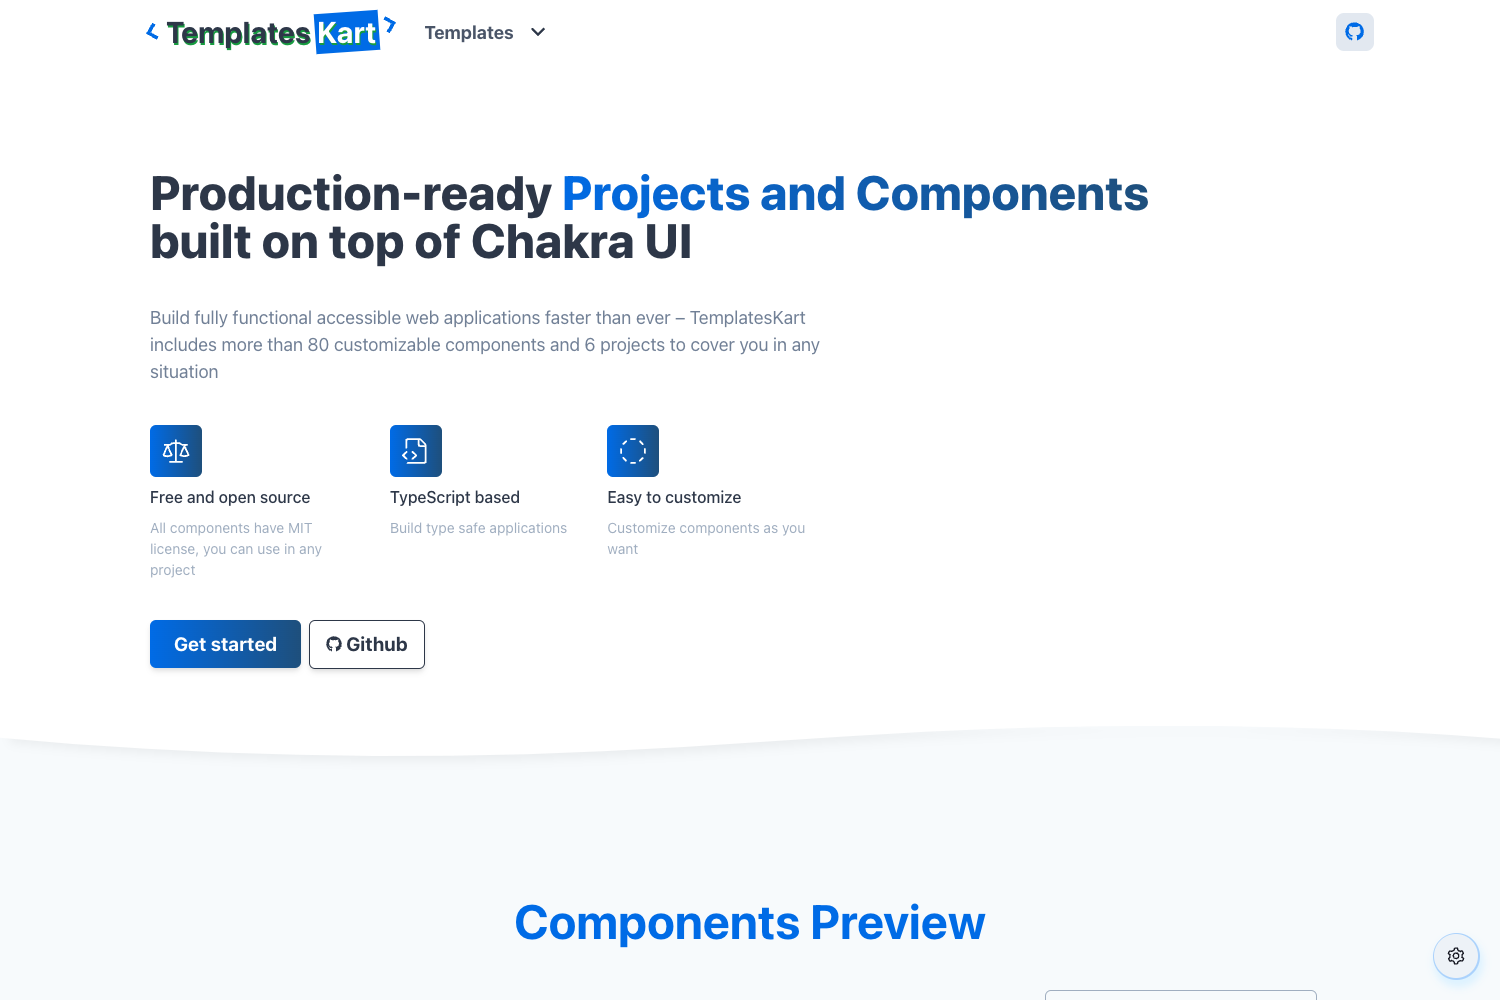 TemplatesKart
Templates
Production-ready Projects and Components
built on top of Chakra UI
Build fully functional accessible web applications faster than ever – TemplatesKart
includes more than 80 customizable components and 6 projects to cover you in any
situation
Free and open source
All components have MIT
license, you can use in any
project
TypeScript based
Build type safe applications
Easy to customize
Customize components as you
want
Get started
Github
Components Preview